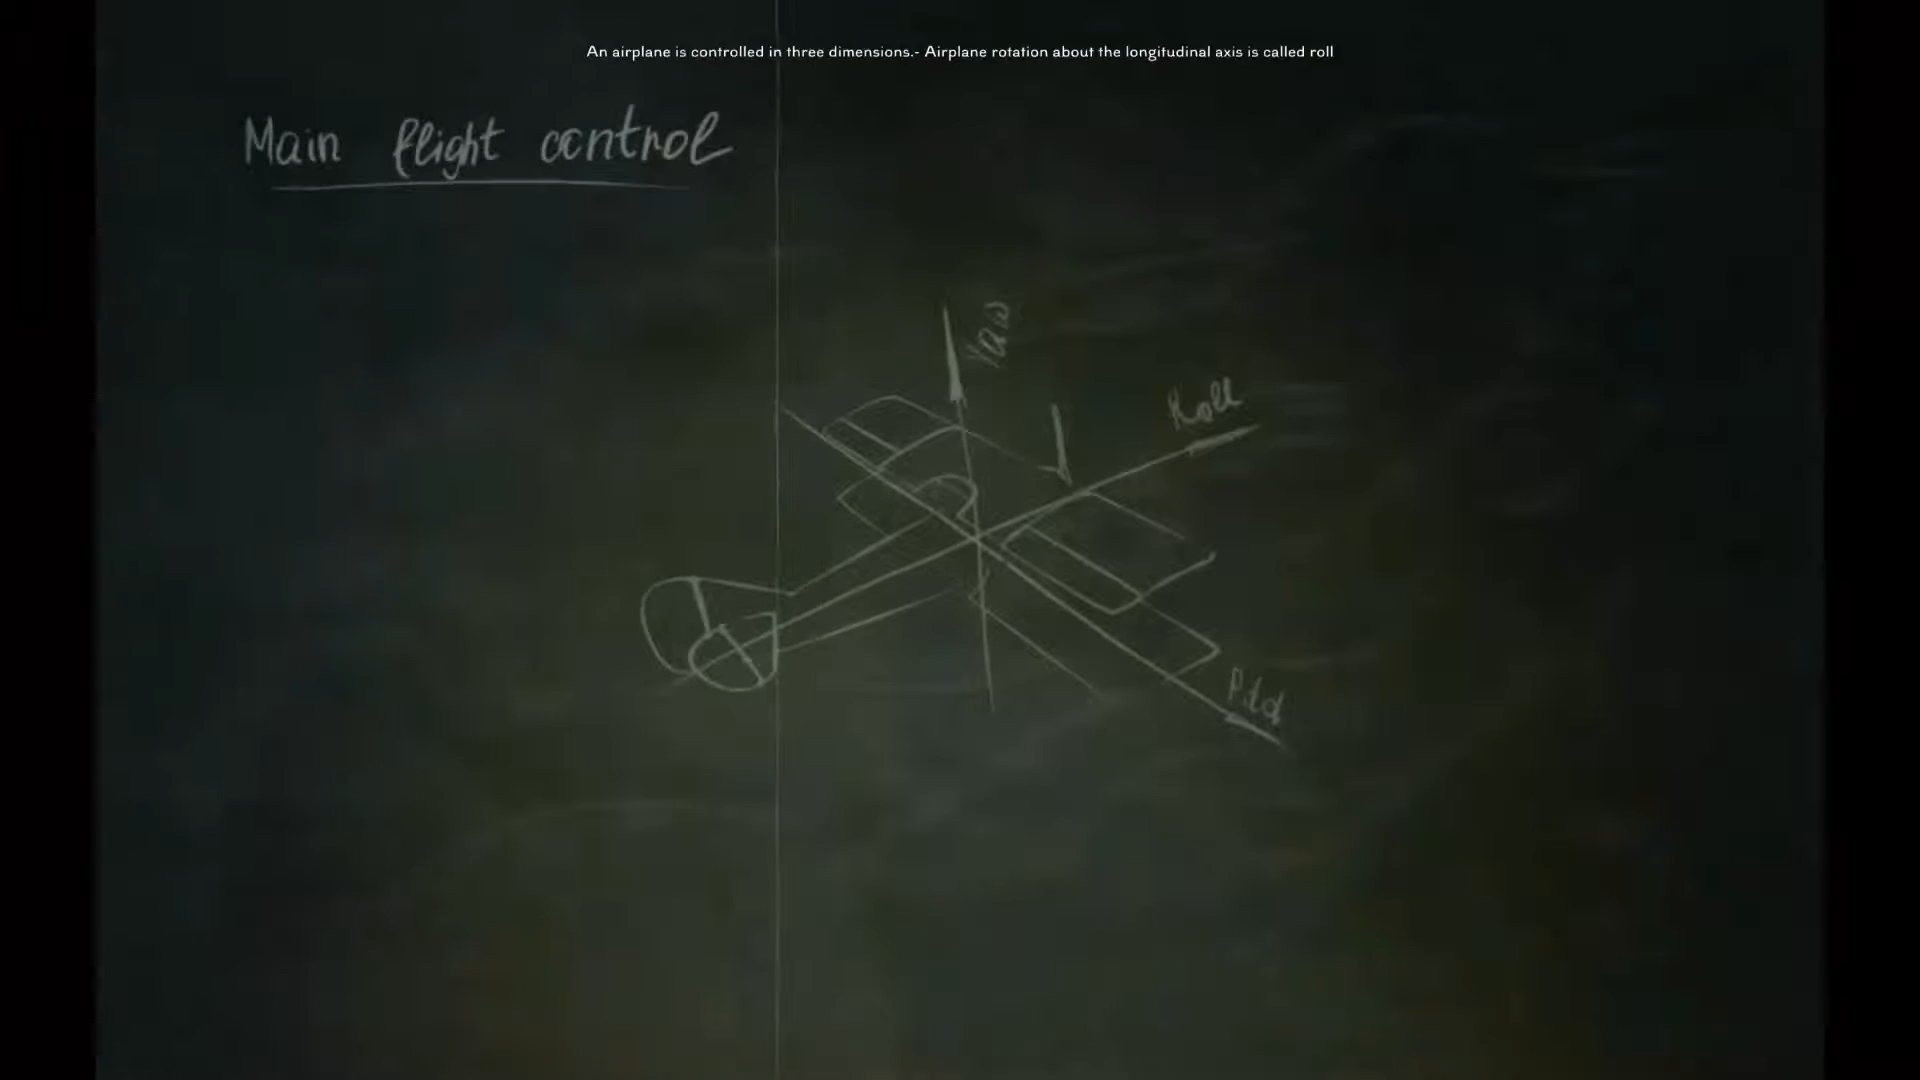 An airplane is controlled in three dimensions.- Airplane rotation about the longitudinal axis is called roll
Main flight control
Yaw
Roll